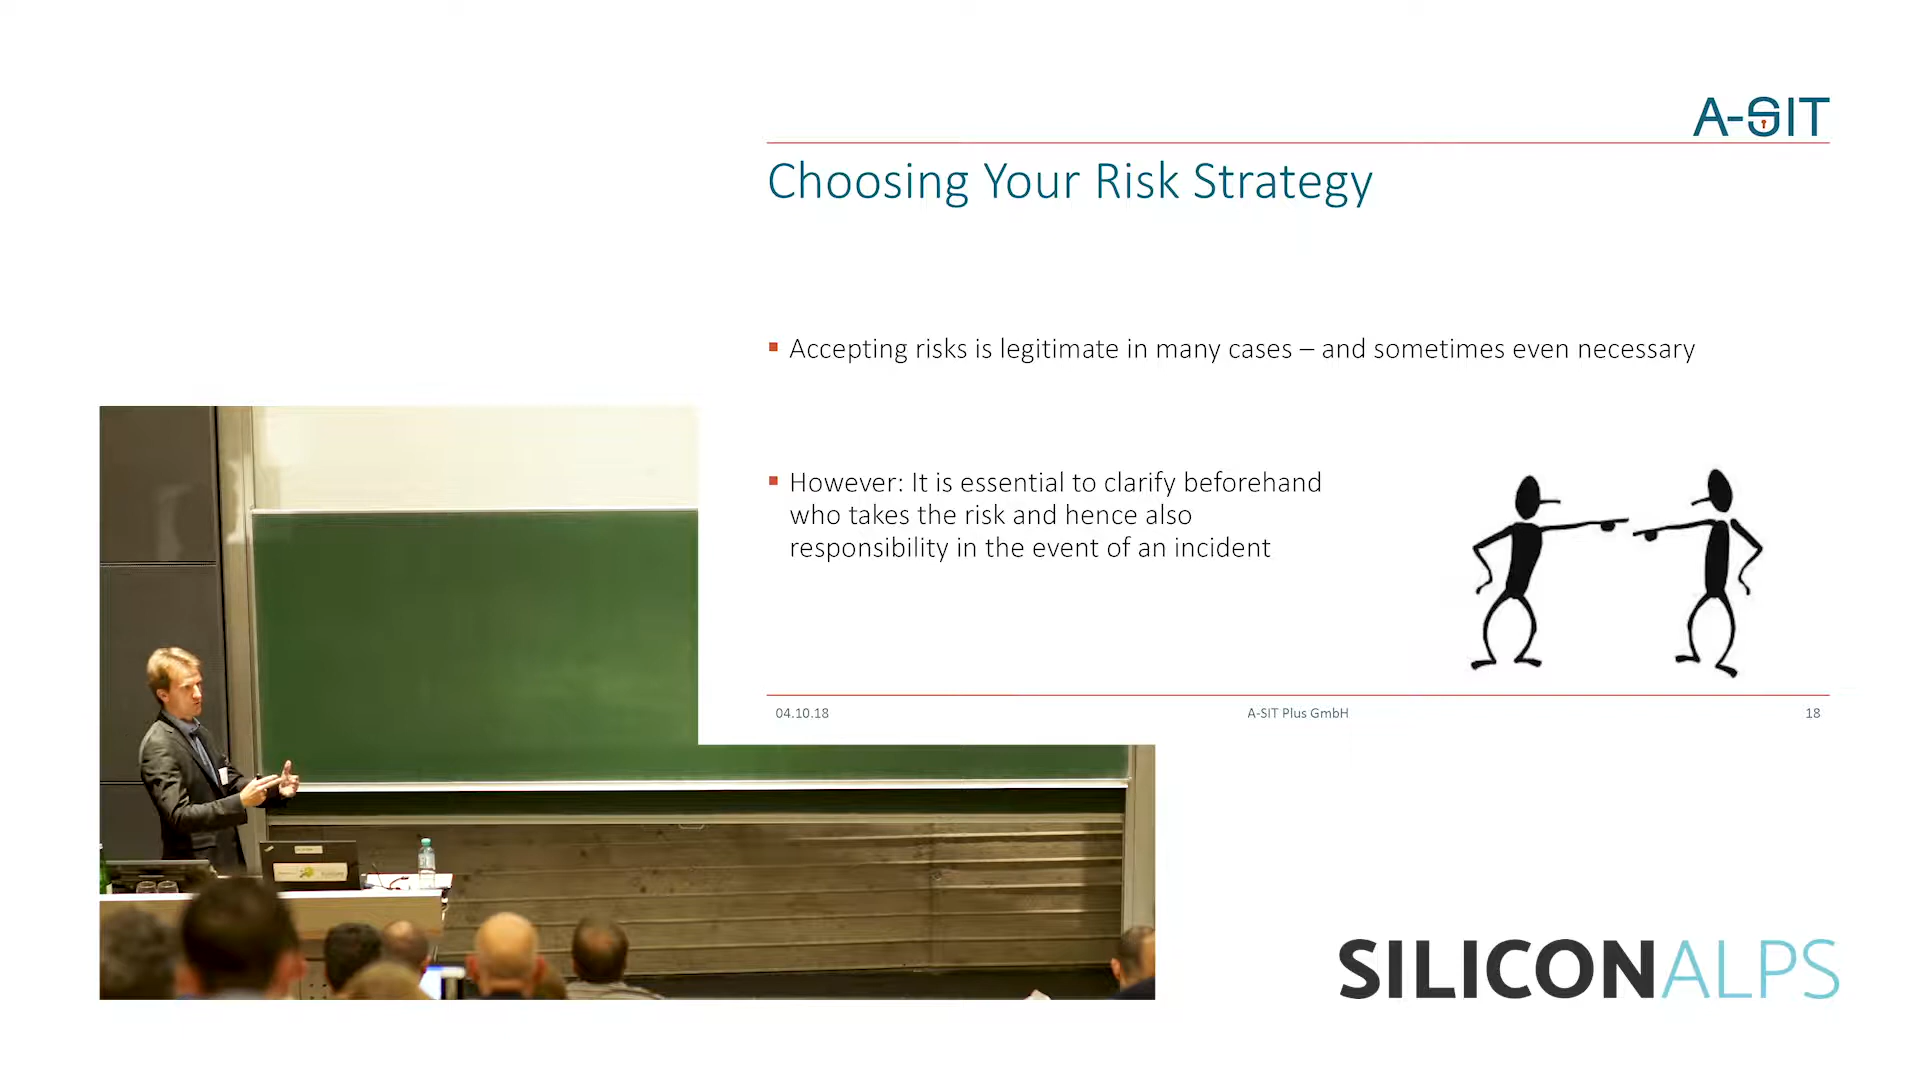 A-SIT
Choosing Your Risk Strategy
Accepting risks is legitimate in many cases – and sometimes even necessary
However: It is essential to clarify beforehand
who takes the risk and hence also
responsibility in the event of an incident
04.10.18
A-SIT Plus GmbH
18
SILICONALPS